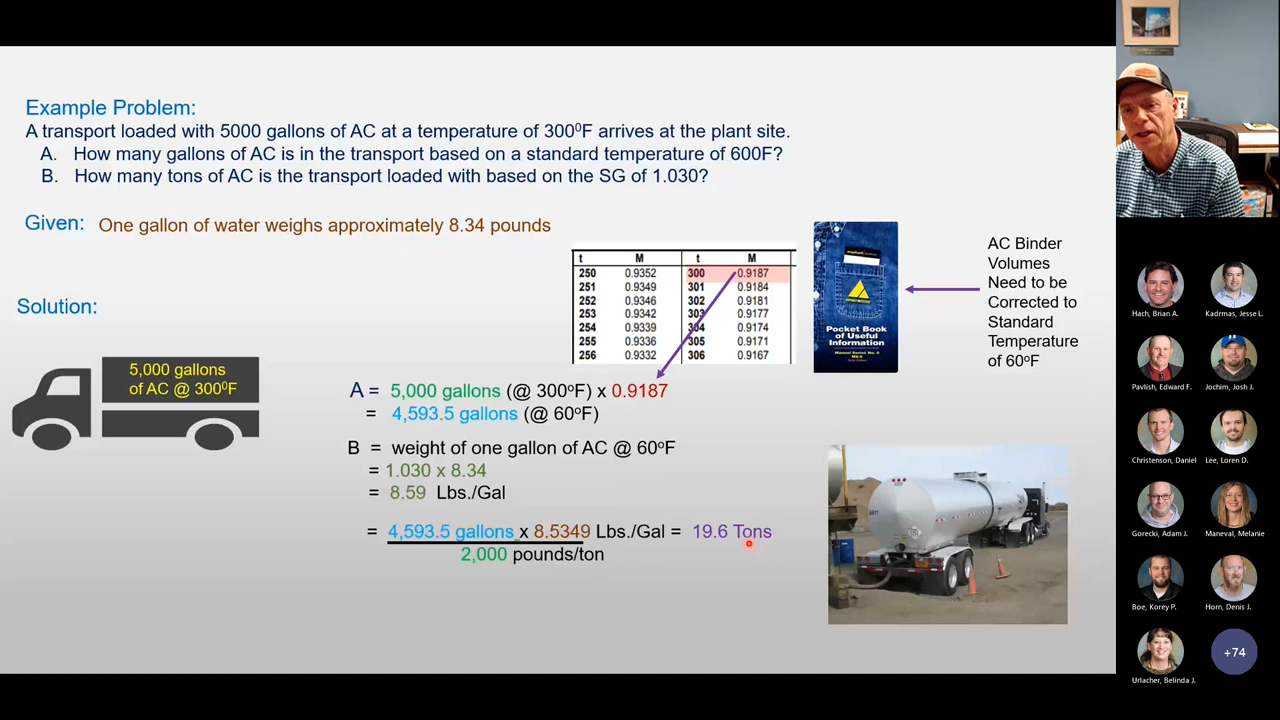 Example Problem:
A transport loaded with 5000 gallons of AC at a temperature of 300⁰F arrives at the plant site.
A. How many gallons of AC is in the transport based on a standard temperature of 600F?
B. How many tons of AC is the transport loaded with based on the SG of 1.030?
Given: One gallon of water weighs approximately 8.34 pounds
t M t M
250 0.9352 300 0.9187
251 0.9349 301 0.9184
252 0.9346 302 0.9181
253 0.9342 303 0.9177
254 0.9339 304 0.9174
255 0.9336 305 0.9171
256 0.9332 306 0.9167
Pocket Book
of Useful
Information
AC Binder
Volumes
Need to be
Corrected to
Standard
Temperature
of 60⁰F
Solution:
5,000 gallons
of AC @ 300⁰F
A = 5,000 gallons (@ 300ºF) x 0.9187
= 4,593.5 gallons (@ 60ºF)
B = weight of one gallon of AC @ 60ºF
= 1.030 x 8.34
= 8.59 Lbs./Gal
= 4,593.5 gallons x 8.5349 Lbs./Gal = 19.6 Tons
2,000 pounds/ton
Hach, Brian A.
Kadrmas, Jesse L.
Pavlish, Edward F.
Jochim, Josh J.
Christenson, Daniel
Lee, Loren D.
Gorecki, Adam J.
Maneval, Melanie
Boe, Korey P.
Horn, Denis J.
Urlacher, Belinda J.
+74